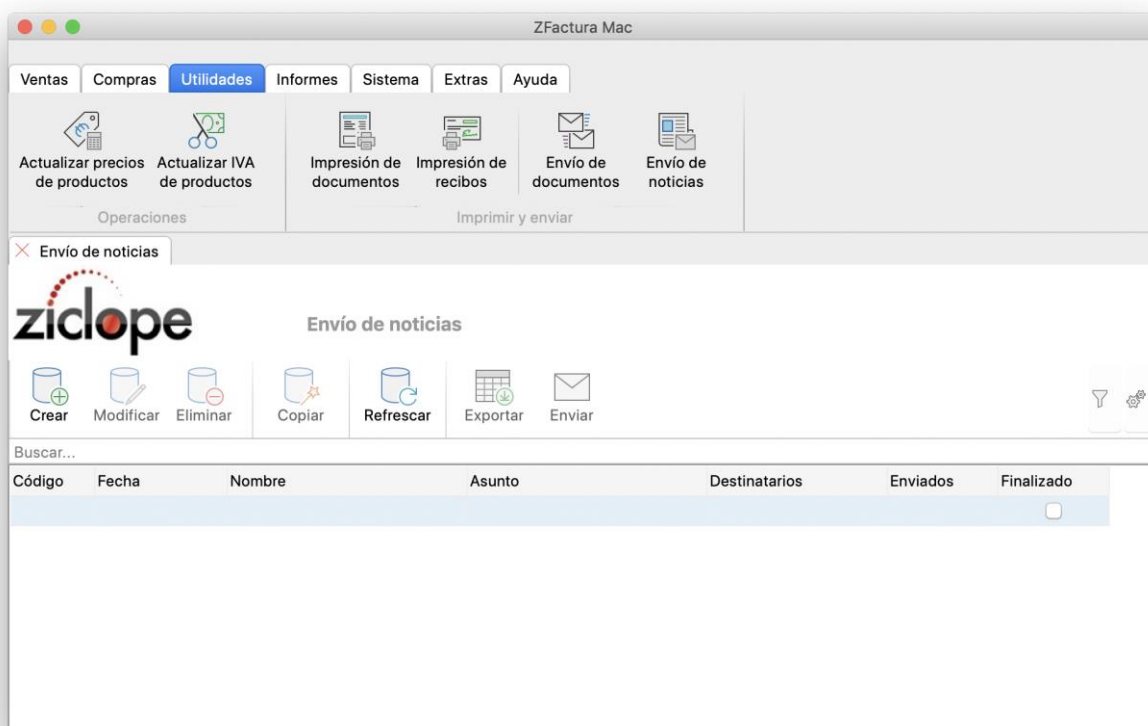 ZFactura Mac
Ventas Compras Utilidades Informes Sistema Extras Ayuda
Actualizar precios de productos
Actualizar IVA de productos
Impresión de documentos
Impresión de recibos
Envío de documentos
Envío de noticias
Operaciones
Imprimir y enviar
Envío de noticias
ziclope
Envío de noticias
Crear Modificar Eliminar Copiar Refrescar Exportar Enviar
Buscar...
Código Fecha Nombre Asunto Destinatarios Enviados Finalizado